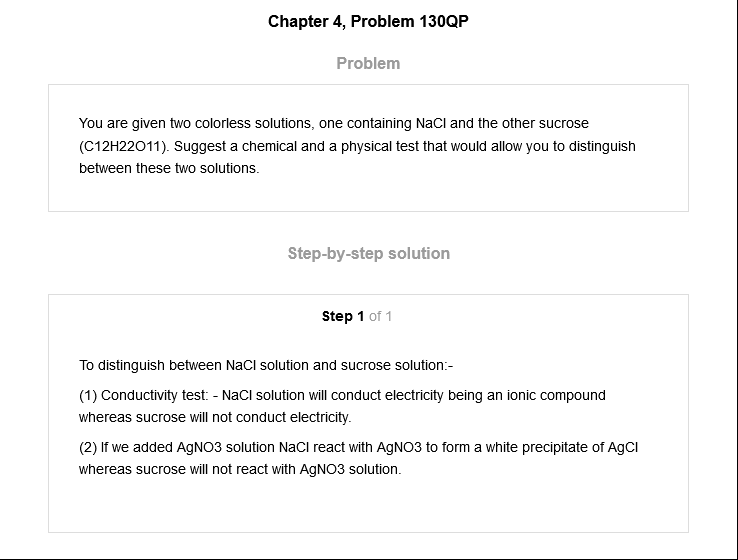 Chapter 4, Problem 130QP
Problem
You are given two colorless solutions, one containing NaCl and the other sucrose
(C12H22O11). Suggest a chemical and a physical test that would allow you to distinguish
between these two solutions.
Step-by-step solution
Step 1 of 1
To distinguish between NaCl solution and sucrose solution:-
(1) Conductivity test: - NaCl solution will conduct electricity being an ionic compound
whereas sucrose will not conduct electricity.
(2) If we added AgNO3 solution NaCl react with AgNO3 to form a white precipitate of AgCl
whereas sucrose will not react with AgNO3 solution.